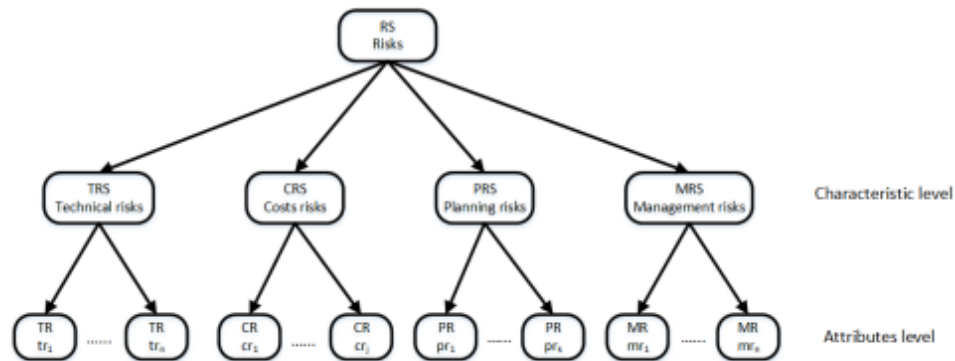 RS
Risks
TRS
Technical risks
CRS
Costs risks
PRS
Planning risks
MRS
Management risks
Characteristic level
TR
tr₁
......
TR
trₙ
CR
cr₁
......
CR
crⱼ
PR
pr₁
......
PR
prₖ
MR
mr₁
......
MR
mrₑ
Attributes level